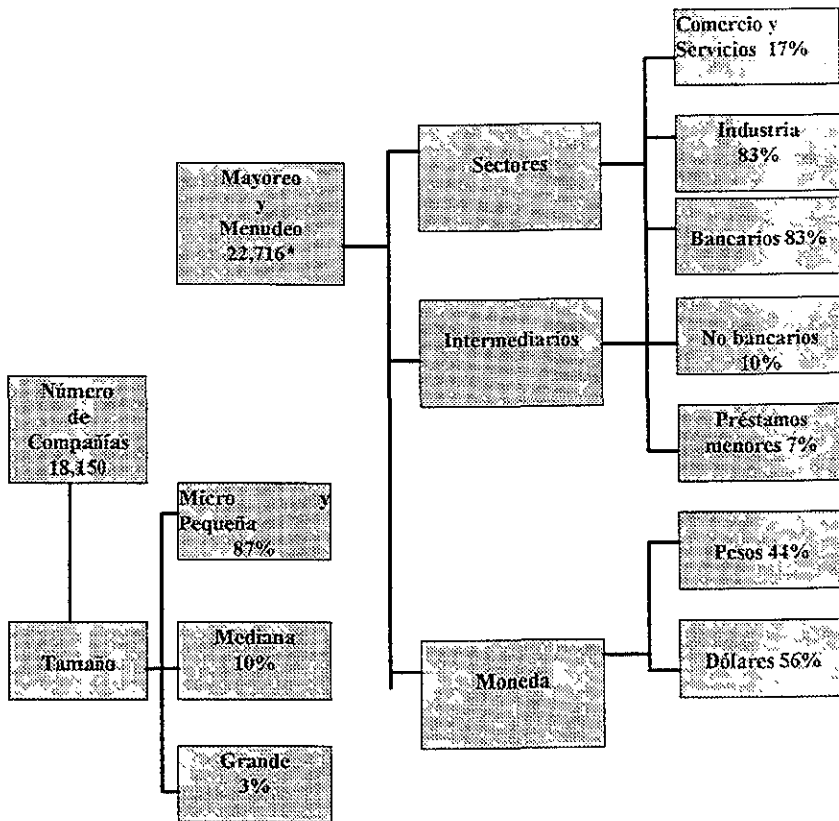 Comercio y
Servicios 17%
Sectores
Industria
83%
Mayoreo
y
Menudeo
22,716*
Bancarios 83%
Intermediarios
No bancarios
10%
Número
de
Compañías
18,150
Préstamos
menores 7%
Micro y
Pequeña
87%
Pesos 44%
Tamaño
Mediana
10%
Moneda
Dólares 56%
Grande
3%